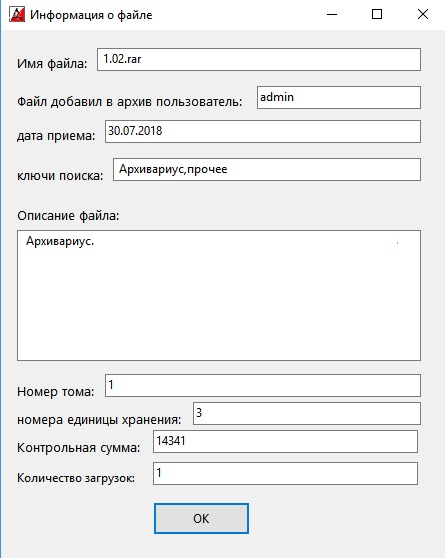 Информация о файле
Имя файла: 1.02.rar
Файл добавил в архив пользователь: admin
дата приема: 30.07.2018
ключи поиска: Архивариус,прочее
Описание файла:
Архивариус.
Номер тома: 1
номера единицы хранения: 3
Контрольная сумма: 14341
Количество загрузок: 1
OK